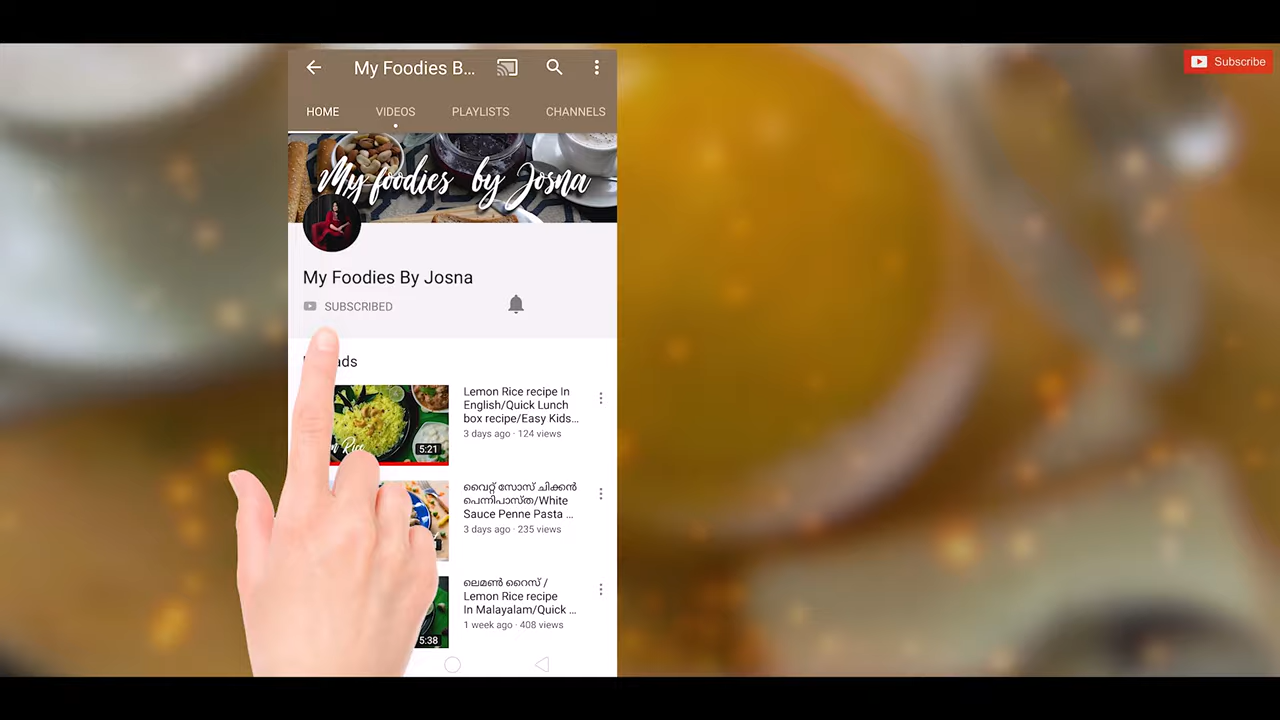 My Foodies B...
Subscribe
HOME
VIDEOS
PLAYLISTS
CHANNELS
My foodies by Josna
My Foodies By Josna
SUBSCRIBED
Lemon Rice recipe In
English/Quick Lunch
box recipe/Easy Kids...
3 days ago · 124 views
5:21
വൈറ്റ് സോസ് ചിക്കൻ
പെന്നിപാസ്ത/White
Sauce Penne Pasta ...
3 days ago · 235 views
ലെമൺ റൈസ് /
Lemon Rice recipe
In Malayalam/Quick ...
1 week ago · 408 views
5:38